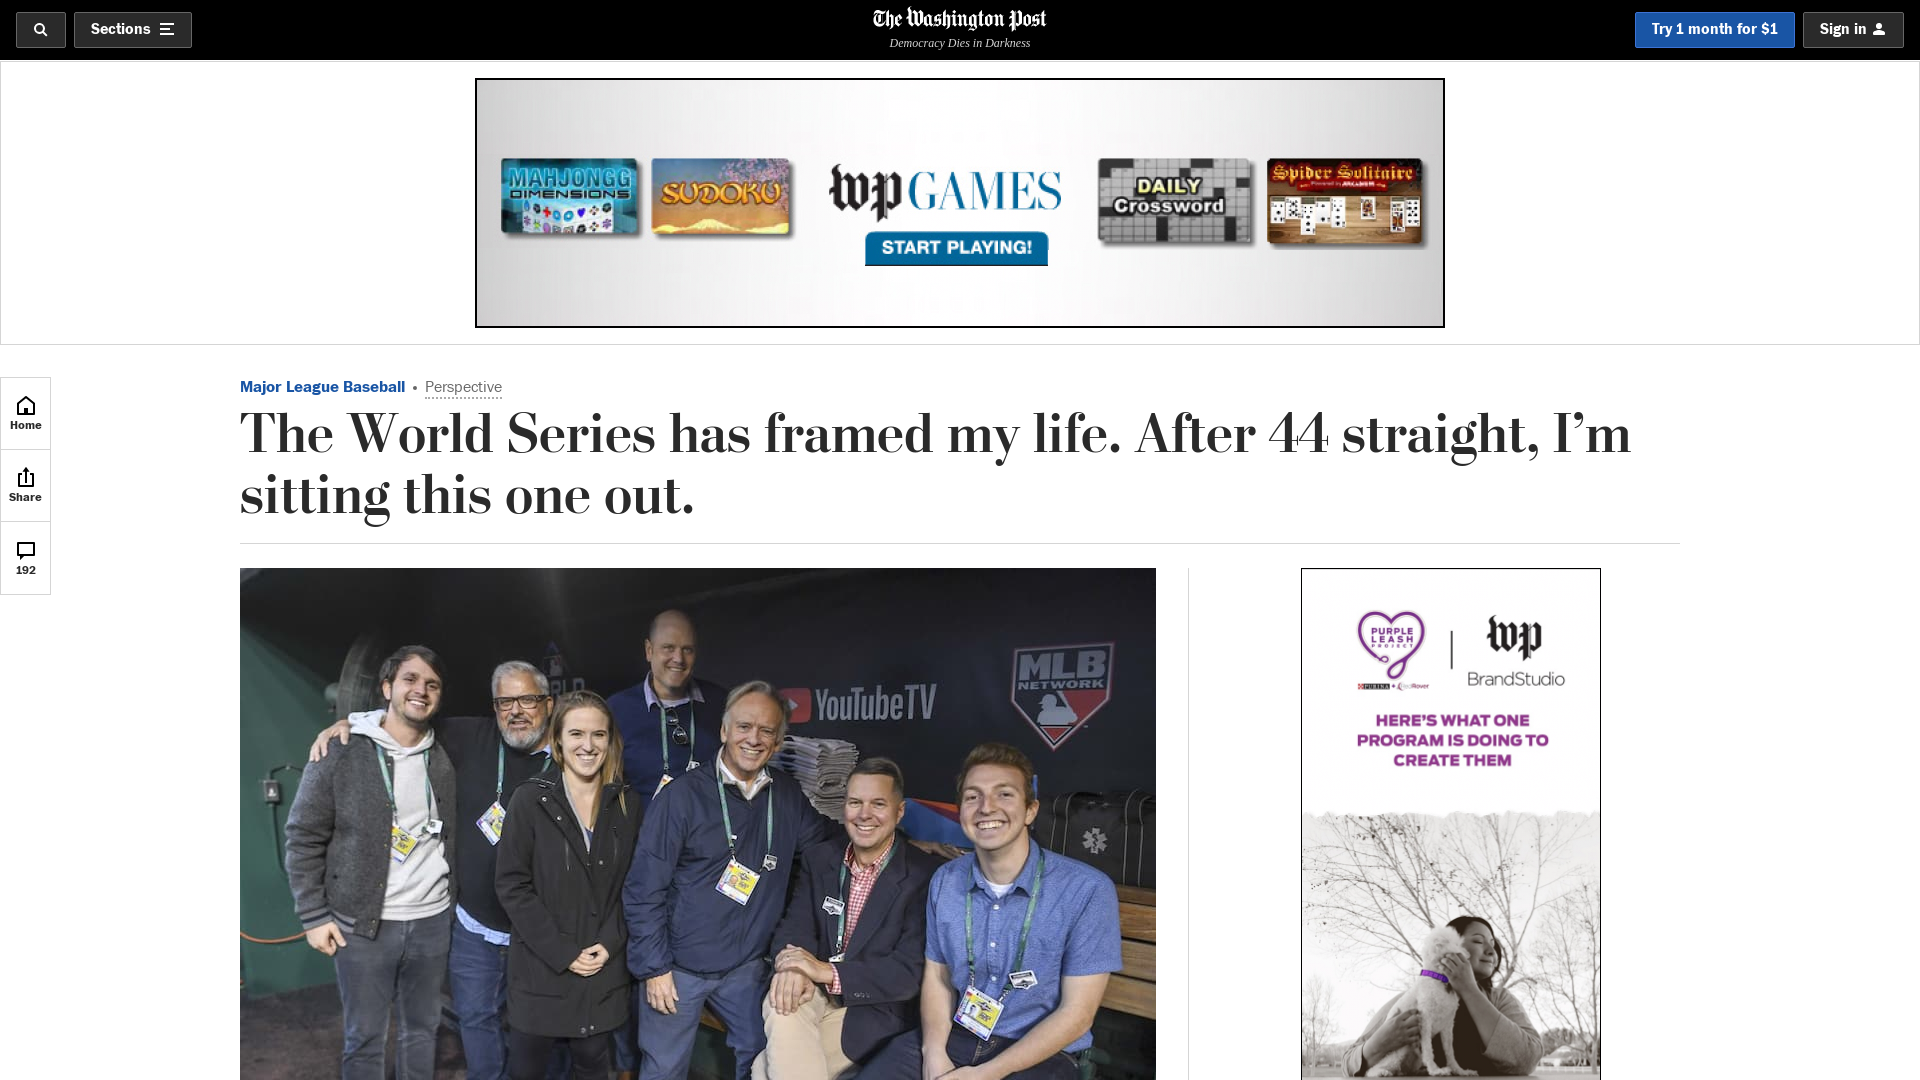 Sections
The Washington Post
Democracy Dies in Darkness
Try 1 month for $1
Sign in
MAHJONGG
DIMENSIONS
SUDOKU
wp GAMES
START PLAYING!
DAILY
Crossword
Spider Solitaire
Home
Share
192
Major League Baseball • Perspective
The World Series has framed my life. After 44 straight, I’m
sitting this one out.
YouTubeTV
MLB
NETWORK
PURPLE
LEASH
PROJECT
PURINA
wp
BrandStudio
HERE'S WHAT ONE
PROGRAM IS DOING TO
CREATE THEM